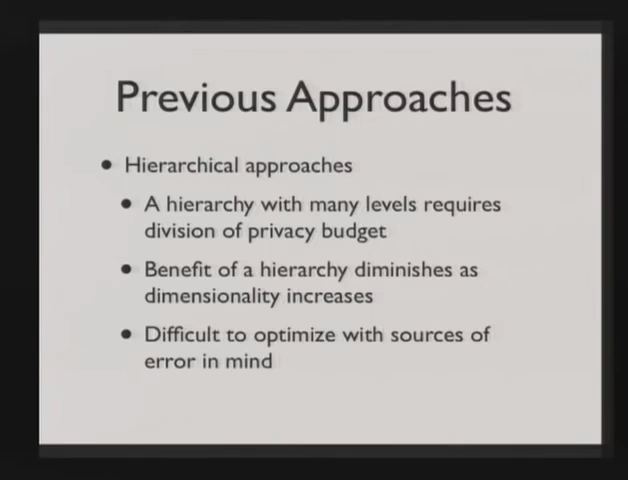 Previous Approaches
• Hierarchical approaches
• A hierarchy with many levels requires
division of privacy budget
• Benefit of a hierarchy diminishes as
dimensionality increases
• Difficult to optimize with sources of
error in mind